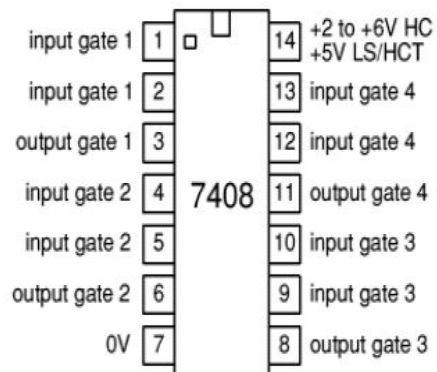 input gate 1 1
input gate 1 2
output gate 1 3
input gate 2 4
input gate 2 5
output gate 2 6
0V 7
7408
14 +2 to +6V HC
+5V LS/HCT
13 input gate 4
12 input gate 4
11 output gate 4
10 input gate 3
9 input gate 3
8 output gate 3